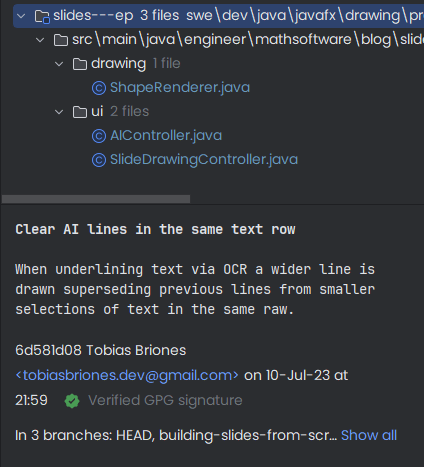 slides---ep 3 files swe\dev\java\javafx\drawing\pr
src\main\java\engineer\mathsoftware\blog\slid
drawing 1 file
ShapeRenderer.java
ui 2 files
AIController.java
SlideDrawingController.java
Clear AI lines in the same text row
When underlining text via OCR a wider line is
drawn superseding previous lines from smaller
selections of text in the same raw.
6d581d08 Tobias Briones
<tobiasbriones.dev@gmail.com> on 10-Jul-23 at
21:59 Verified GPG signature
In 3 branches: HEAD, building-slides-from-scr... Show all